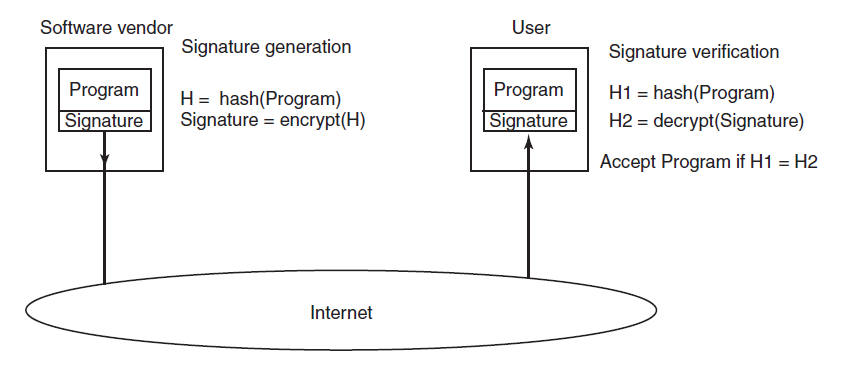 Software vendor
Signature generation
Program
Signature
H = hash(Program)
Signature = encrypt(H)
User
Signature verification
Program
Signature
H1 = hash(Program)
H2 = decrypt(Signature)
Accept Program if H1 = H2
Internet